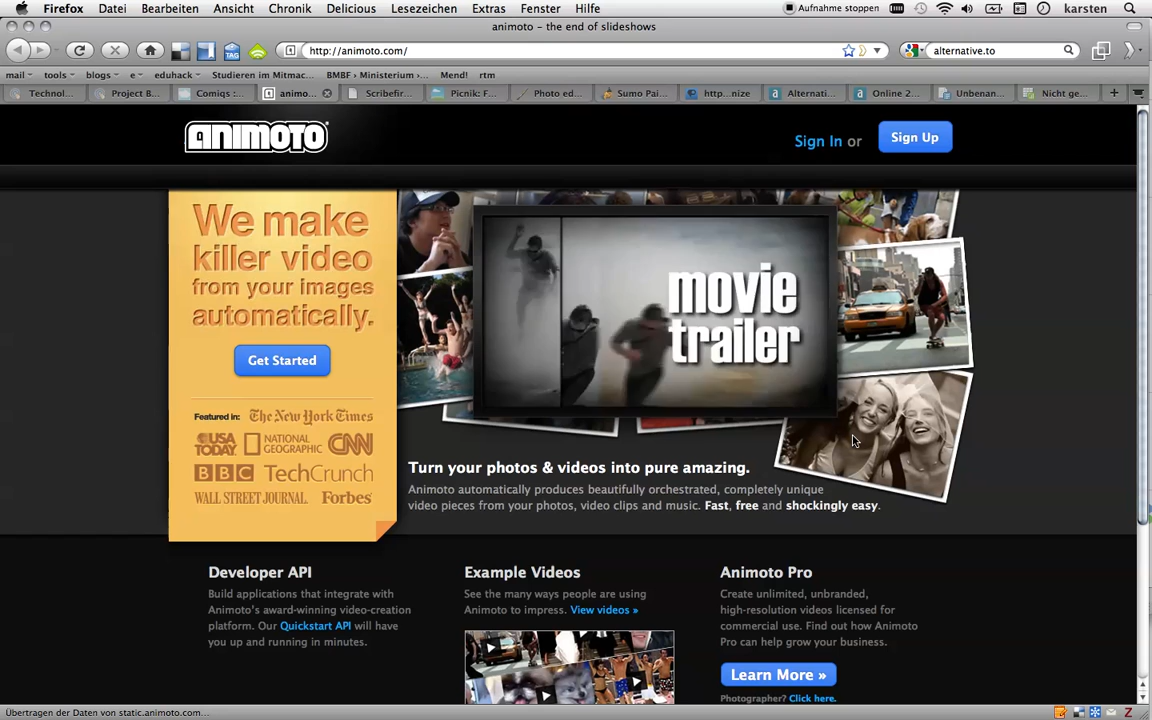 Firefox Datei Bearbeiten Ansicht Chronik Delicious Lesezeichen Extras Fenster Hilfe Aufnahme stoppen karsten
animoto – the end of slideshows
http://animoto.com/ alternative.to
TAG
mail tools blogs e eduhack Studieren im Mitmac... BMBF › Ministerium ›... Mend! rtm
Technol... Project B... Comiqs :... animo... Scribefir... Picnik: F... Photo ed... Sumo Pai... http...nize Alternati... Online 2... Unbenan... Nicht ge...
ANIMOTO
Sign In or Sign Up
We make
killer video
from your images
automatically.
Get Started
Featured in: The New York Times
USA TODAY NATIONAL GEOGRAPHIC CNN
BBC TechCrunch
WALL STREET JOURNAL. Forbes
movie
trailer
Turn your photos & videos into pure amazing.
Animoto automatically produces beautifully orchestrated, completely unique
video pieces from your photos, video clips and music. Fast, free and shockingly easy.
Developer API
Build applications that integrate with
Animoto's award-winning video-creation
platform. Our Quickstart API will have
you up and running in minutes.
Example Videos
See the many ways people are using
Animoto to impress. View videos »
Animoto Pro
Create unlimited, unbranded,
high-resolution videos licensed for
commercial use. Find out how Animoto
Pro can help grow your business.
Learn More »
Photographer? Click here.
Übertragen der Daten von static.animoto.com...